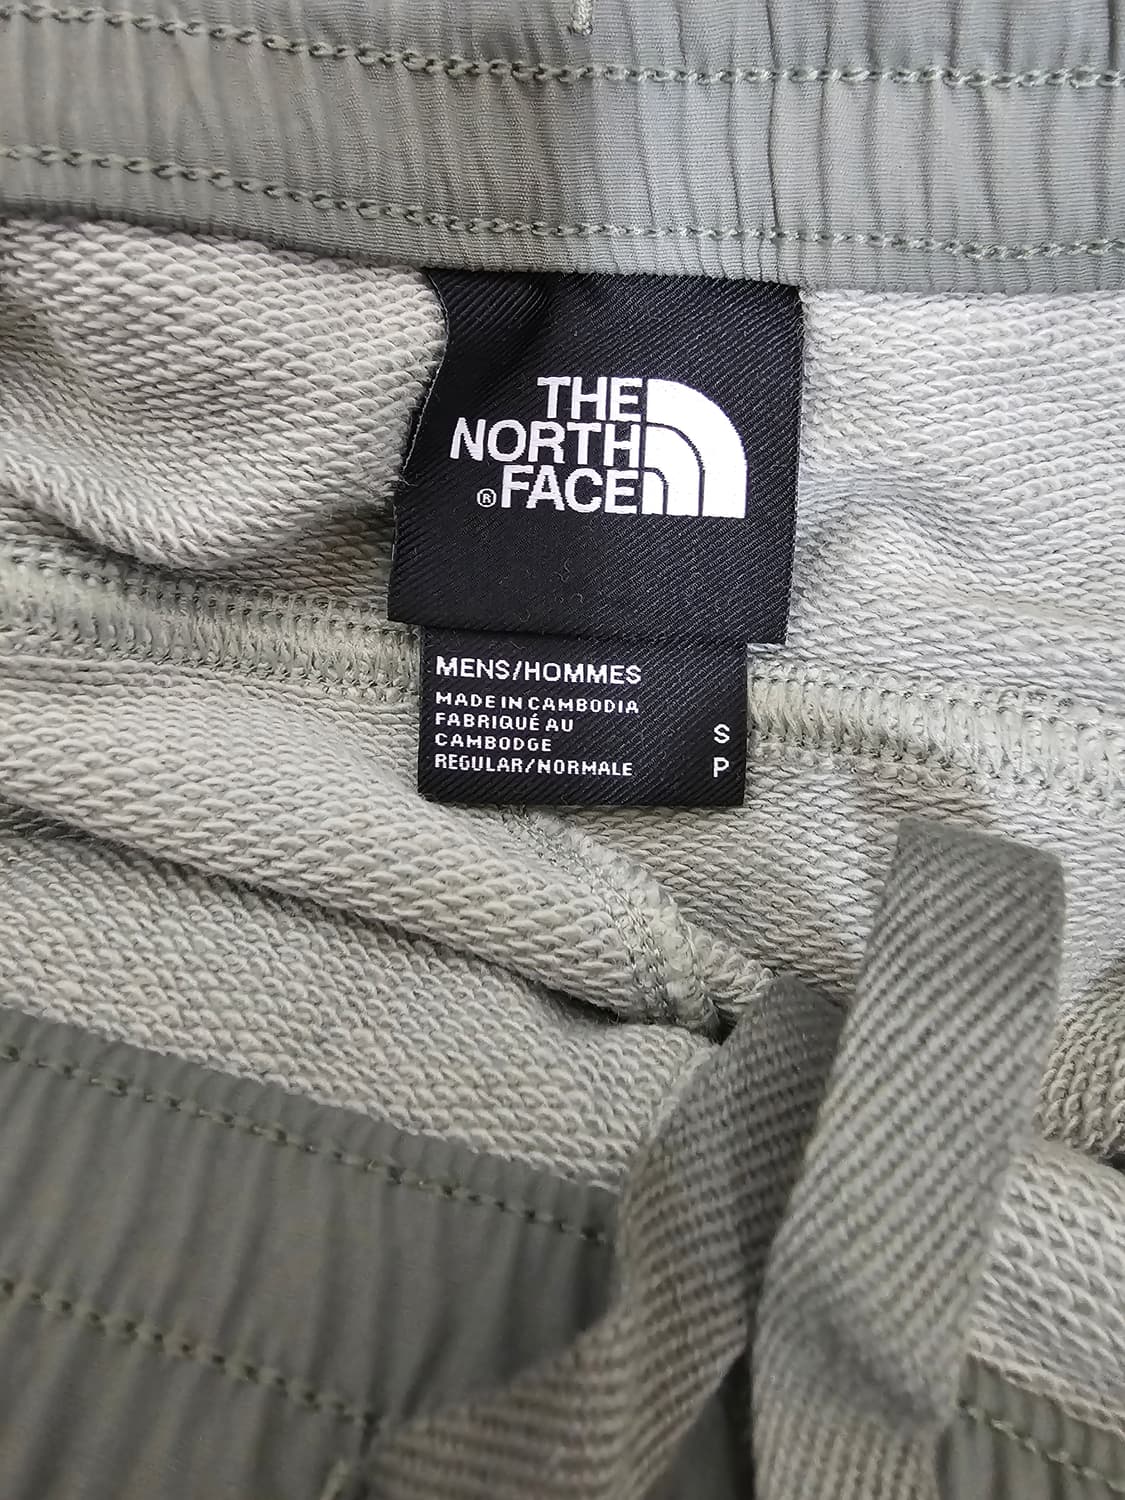 THE
NORTH
® FACE
MENS/HOMMES
MADE IN CAMBODIA
FABRIQUÉ AU
CAMBODGE
REGULAR/NORMALE
S
P